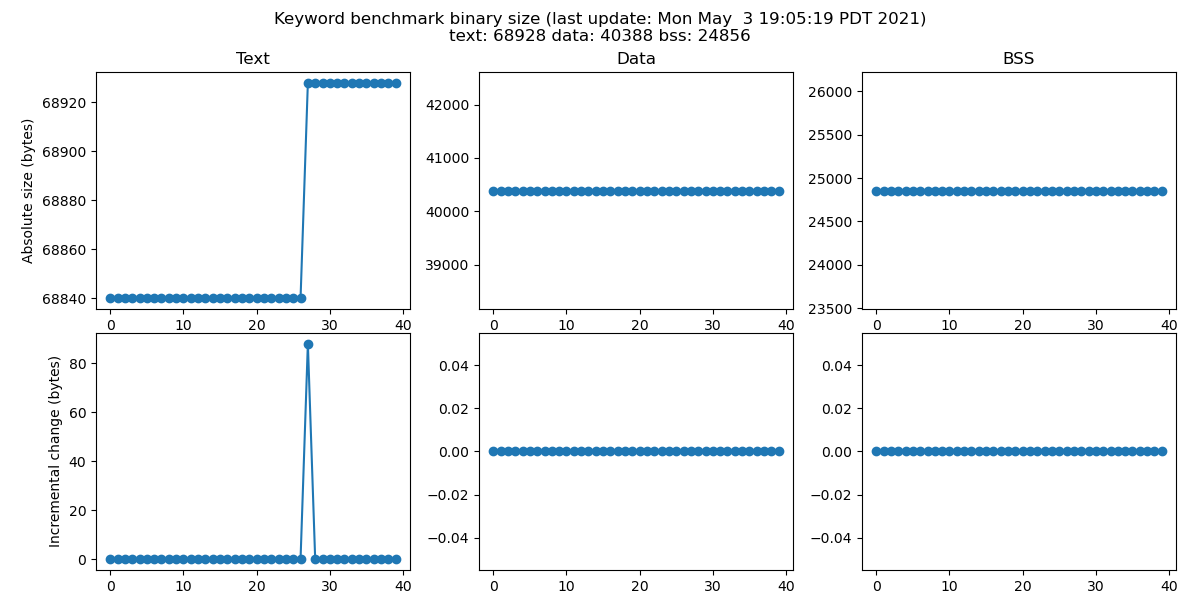 Keyword benchmark binary size (last update: Mon May  3 19:05:19 PDT 2021)
text: 68928 data: 40388 bss: 24856
Text
Data
BSS
Absolute size (bytes)
68920
68900
68880
68860
68840
0 10 20 30 40
42000
41000
40000
39000
0 10 20 30 40
26000
25500
25000
24500
24000
23500
0 10 20 30 40
Incremental change (bytes)
80
60
40
20
0
0 10 20 30 40
0.04
0.02
0.00
−0.02
−0.04
0 10 20 30 40
0.04
0.02
0.00
−0.02
−0.04
0 10 20 30 40